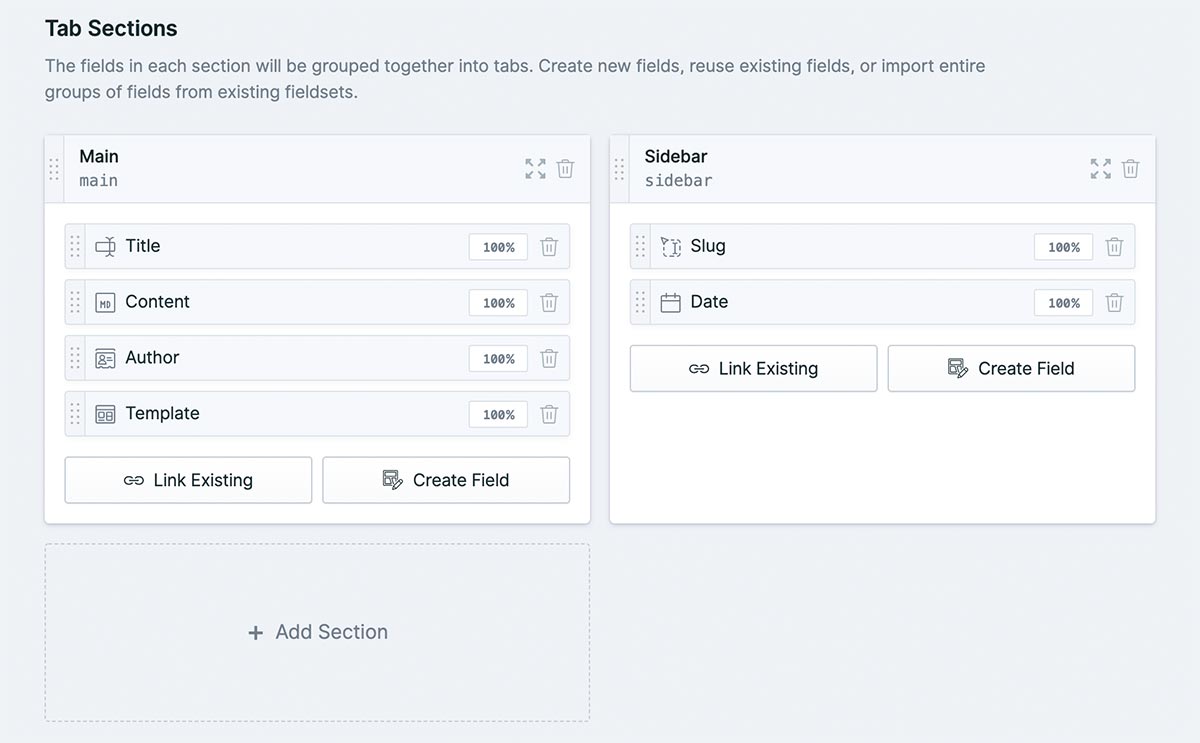 Tab Sections
The fields in each section will be grouped together into tabs. Create new fields, reuse existing fields, or import entire
groups of fields from existing fieldsets.
Main
main
Title 100%
MD Content 100%
Author 100%
Template 100%
Link Existing Create Field
Sidebar
sidebar
Slug 100%
Date 100%
Link Existing Create Field
+ Add Section